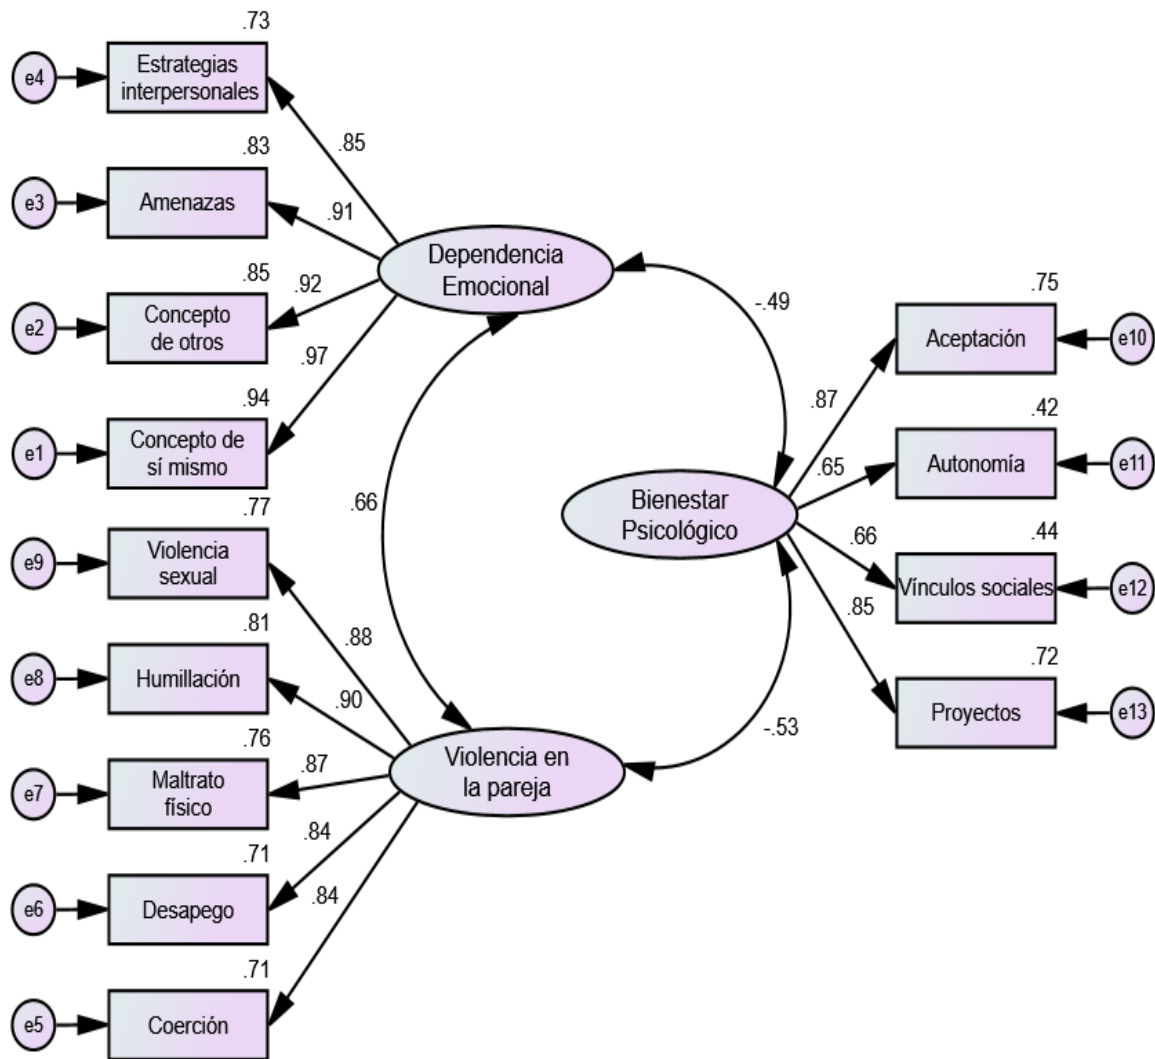 .73
e4
Estrategias
interpersonales
.85
.83
e3
Amenazas
.91
.85
e2
Concepto
de otros
.92
.94
e1
Concepto de
sí mismo
.97
Dependencia
Emocional
-.49
.66
.77
e9
Violencia
sexual
.88
.81
e8
Humillación
.90
.76
e7
Maltrato
físico
.87
.71
e6
Desapego
.84
.71
e5
Coerción
.84
Violencia en
la pareja
-.53
Bienestar
Psicológico
.75
Aceptación
e10
.87
.42
Autonomía
e11
.65
.44
Vínculos sociales
e12
.66
.72
Proyectos
e13
.85